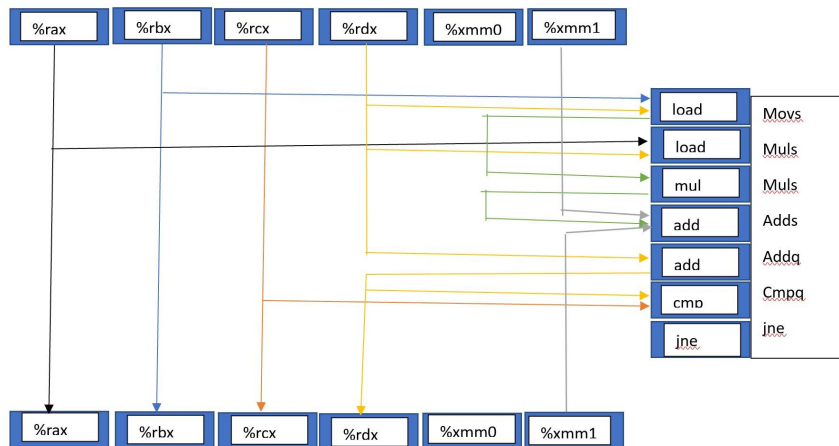 %rax %rbx %rcx %rdx %xmm0 %xmm1
load Movs
load Muls
mul Muls
add Adds
add Addq
cmp Cmpq
jne jne
%rax %rbx %rcx %rdx %xmm0 %xmm1